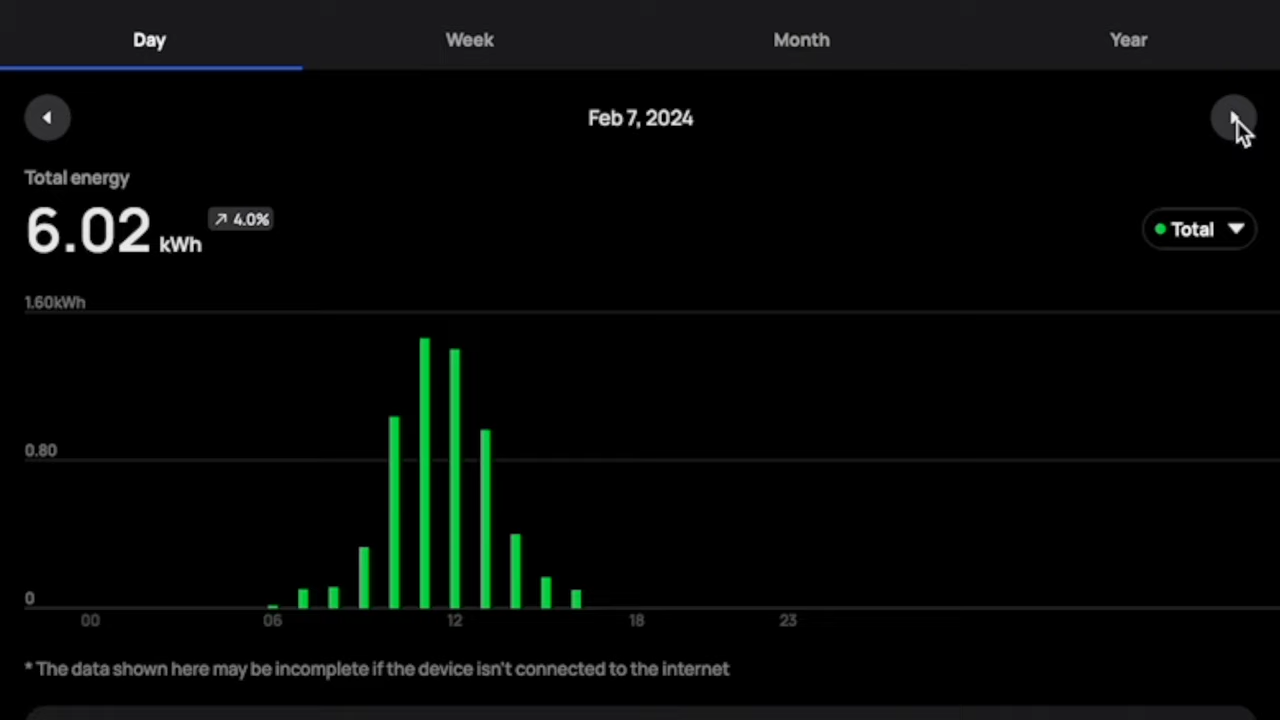 Day Week Month Year
Feb 7, 2024
Total energy
6.02 kWh ↗ 4.0%
Total
1.60kWh
0.80
0
00 06 12 18 23
* The data shown here may be incomplete if the device isn't connected to the internet